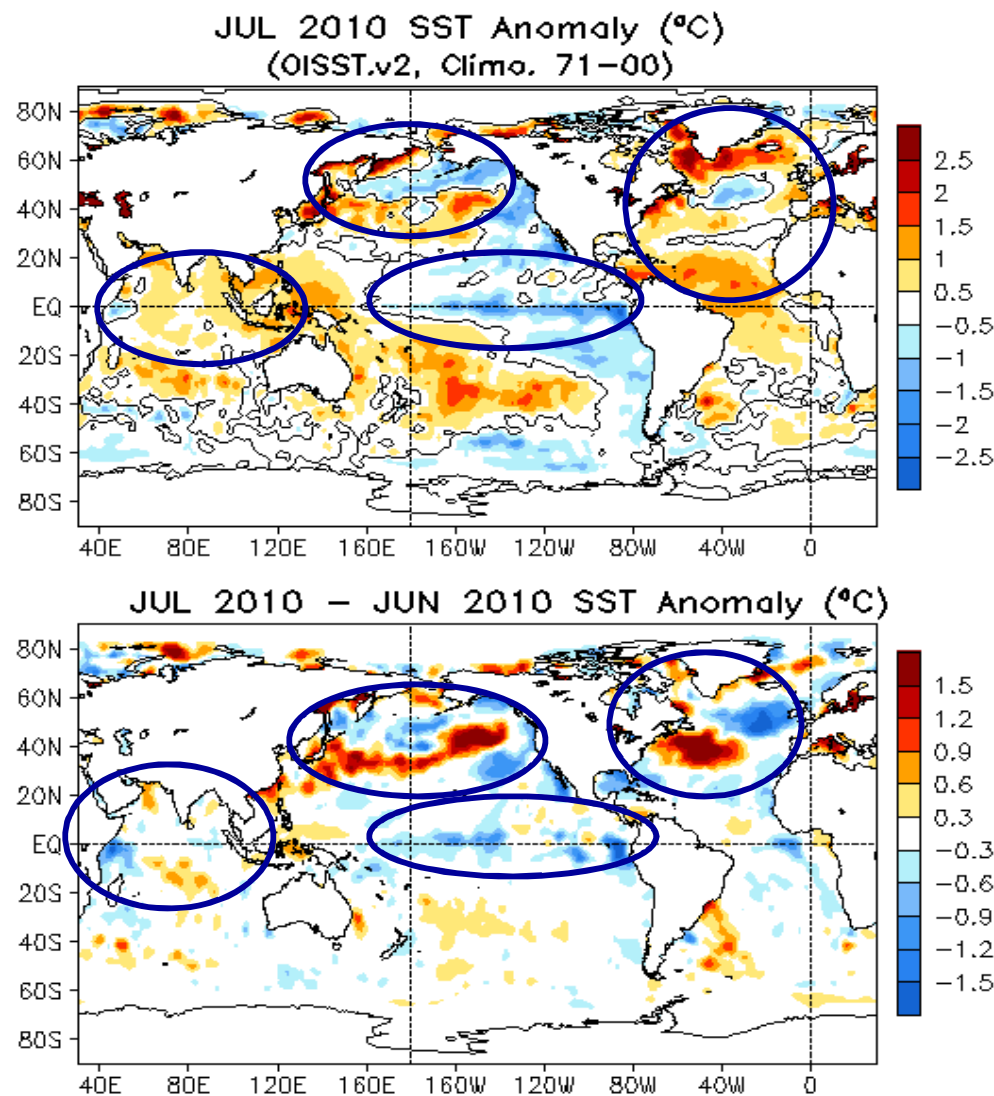 JUL 2010 SST Anomaly (°C)
(OISST.v2, Climo. 71-00)
80N
60N
40N
20N
EQ
20S
40S
60S
80S
40E 80E 120E 160E 160W 120W 80W 40W 0
2.5
2
1.5
1
0.5
-0.5
-1
-1.5
-2
-2.5
JUL 2010 - JUN 2010 SST Anomaly (°C)
80N
60N
40N
20N
EQ
20S
40S
60S
80S
40E 80E 120E 160E 160W 120W 80W 40W 0
1.5
1.2
0.9
0.6
0.3
-0.3
-0.6
-0.9
-1.2
-1.5